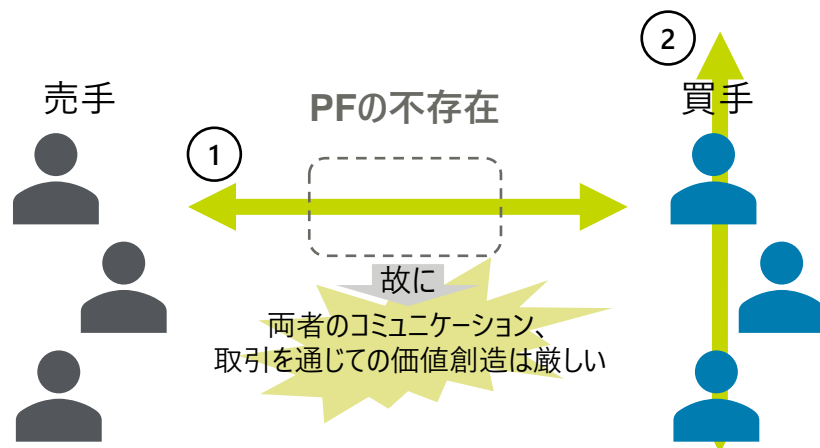 ②
売手
買手
PFの不存在
①
故に
両者のコミュニケーション、
取引を通じての価値創造は厳しい